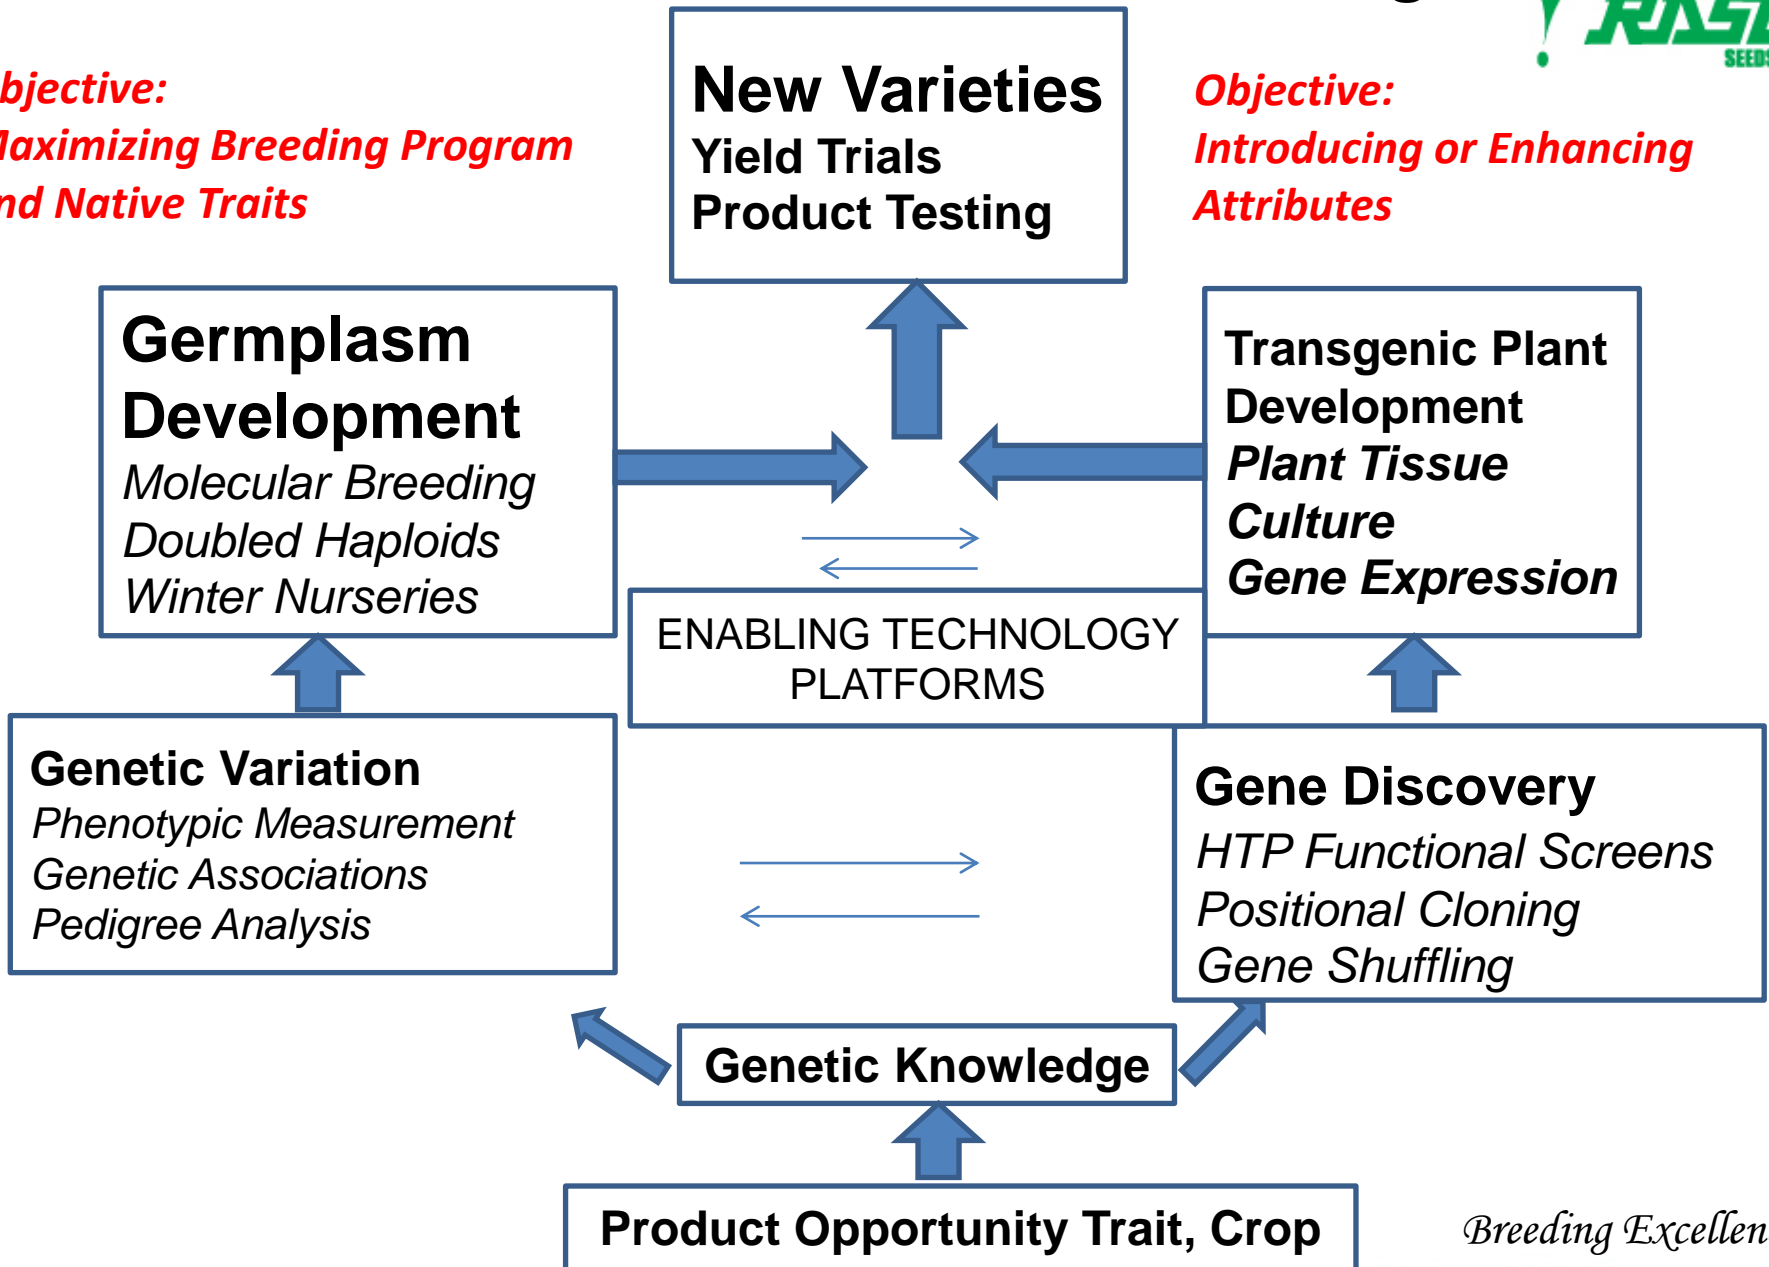 SEEDS
bjective:
Maximizing Breeding Program
nd Native Traits
New Varieties
Yield Trials
Product Testing
Objective:
Introducing or Enhancing
Attributes
Germplasm
Development
Molecular Breeding
Doubled Haploids
Winter Nurseries
Transgenic Plant
Development
Plant Tissue
Culture
Gene Expression
ENABLING TECHNOLOGY
PLATFORMS
Genetic Variation
Phenotypic Measurement
Genetic Associations
Pedigree Analysis
Gene Discovery
HTP Functional Screens
Positional Cloning
Gene Shuffling
Genetic Knowledge
Product Opportunity Trait, Crop
Breeding Excellen